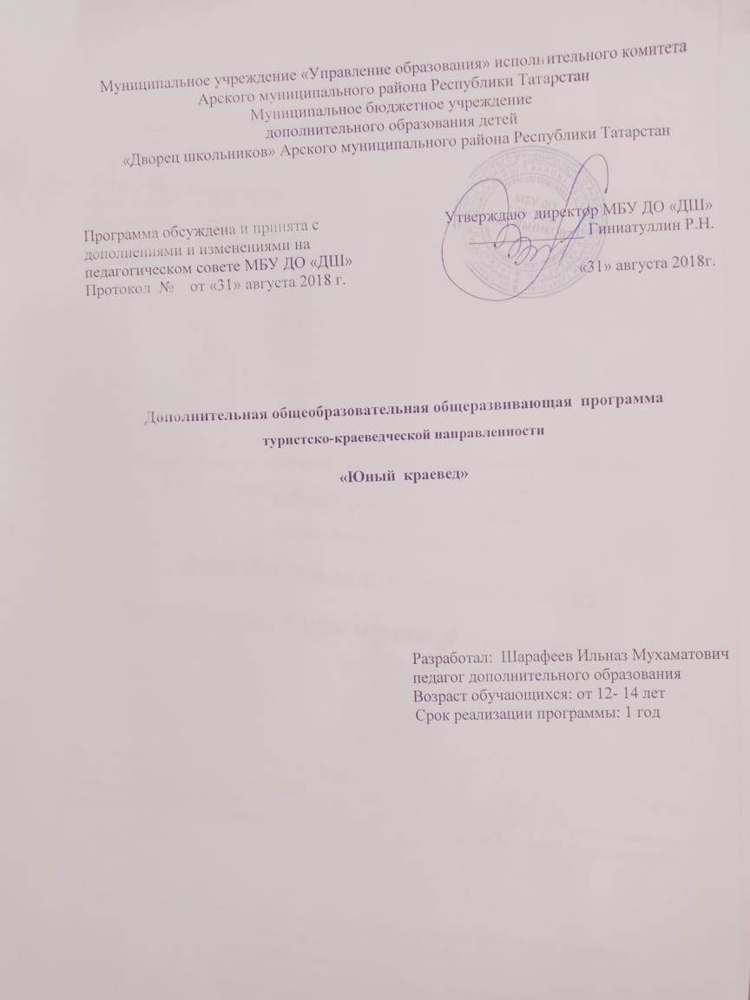 Муниципальное учреждение «Управление образования» исполнительного комитета
Арского муниципального района Республики Татарстан
Муниципальное бюджетное учреждение
дополнительного образования детей
«Дворец школьников» Арского муниципального района Республики Татарстан
Программа обсуждена и принята с
дополнениями и изменениями на
педагогическом совете МБУ ДО «ДШ»
Протокол № от «31» августа 2018 г.
Утверждаю директор МБУ ДО «ДШ»
Гиниатуллин Р.Н.
«31» августа 2018г.
Дополнительная общеобразовательная общеразвивающая программа
туристско-краеведческой направленности
«Юный краевед»
Разработал: Шарафеев Ильназ Мухаматович
педагог дополнительного образования
Возраст обучающихся: от 12- 14 лет
Срок реализации программы: 1 год